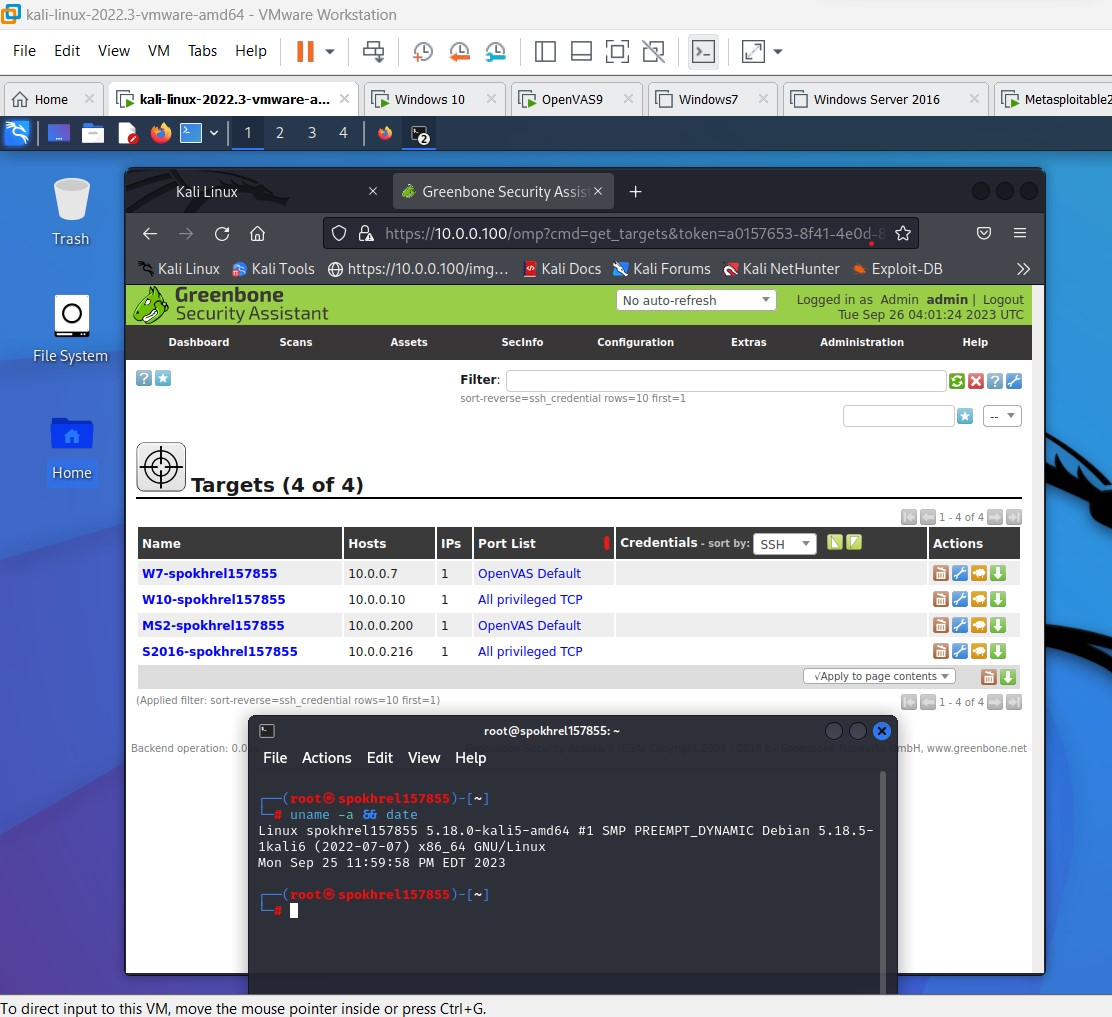 kali-linux-2022.3-vmware-amd64 - VMware Workstation
File Edit View VM Tabs Help
Home kali-linux-2022.3-vmware-a... Windows 10 OpenVAS9 Windows7 Windows Server 2016 Metasploitable2
1 2 3 4 2
Trash
File System
Home
Kali Linux Greenbone Security Assist
https://10.0.0.100/omp?cmd=get_targets&token=a0157653-8f41-4e0d-8
Kali Linux Kali Tools https://10.0.0.100/img... Kali Docs Kali Forums Kali NetHunter Exploit-DB
Greenbone
Security Assistant
No auto-refresh
Logged in as Admin admin | Logout
Tue Sep 26 04:01:24 2023 UTC
Dashboard Scans Assets SecInfo Configuration Extras Administration Help
Filter:
sort-reverse=ssh_credential rows=10 first=1
--
Targets (4 of 4)
1 - 4 of 4
Name Hosts IPs Port List Credentials - sort by: SSH Actions
W7-spokhrel157855 10.0.0.7 1 OpenVAS Default
W10-spokhrel157855 10.0.0.10 1 All privileged TCP
MS2-spokhrel157855 10.0.0.200 1 OpenVAS Default
S2016-spokhrel157855 10.0.0.216 1 All privileged TCP
√Apply to page contents
(Applied filter: sort-reverse=ssh_credential rows=10 first=1)
1 - 4 of 4
Backend operation: 0.0
mbH, www.greenbone.net
root@spokhrel157855: ~
File Actions Edit View Help
┌──(root㉿spokhrel157855)-[~]
└─# uname -a && date
Linux spokhrel157855 5.18.0-kali5-amd64 #1 SMP PREEMPT_DYNAMIC Debian 5.18.5-
1kali6 (2022-07-07) x86_64 GNU/Linux
Mon Sep 25 11:59:58 PM EDT 2023
┌──(root㉿spokhrel157855)-[~]
└─#
To direct input to this VM, move the mouse pointer inside or press Ctrl+G.